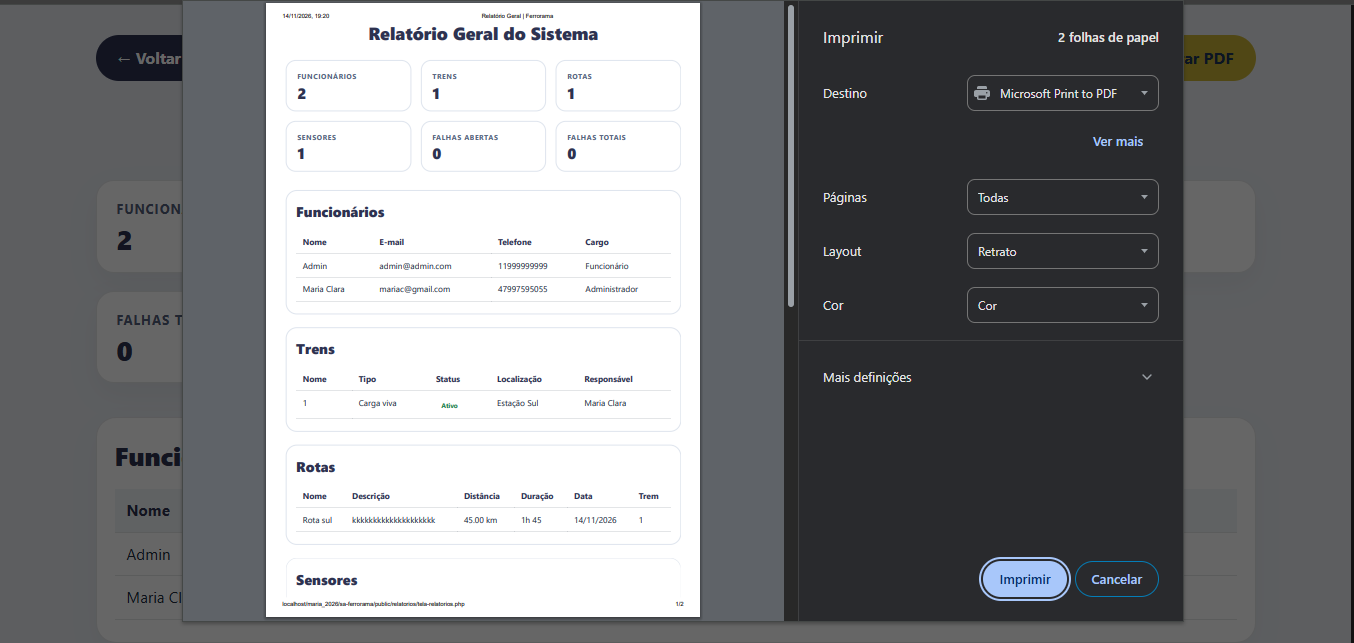 ← Voltar
ar PDF
FUNCION
2
FALHAS T
0
Funci
Nome
Admin
Maria Cl
14/11/2026, 19:20 Relatório Geral | Ferrorama
Relatório Geral do Sistema
FUNCIONÁRIOS TRENS ROTAS
2 1 1
SENSORES FALHAS ABERTAS FALHAS TOTAIS
1 0 0
Funcionários
Nome E-mail Telefone Cargo
Admin admin@admin.com 11999999999 Funcionário
Maria Clara mariac@gmail.com 47997595055 Administrador
Trens
Nome Tipo Status Localização Responsável
1 Carga viva Ativo Estação Sul Maria Clara
Rotas
Nome Descrição Distância Duração Data Trem
Rota sul kkkkkkkkkkkkkkkkkkkk 45.00 km 1h 45 14/11/2026 1
Sensores
localhost/maria_2026/sa-ferrorama/public/relatorios/tela-relatorios.php 1/2
Imprimir 2 folhas de papel
Destino Microsoft Print to PDF
Ver mais
Páginas Todas
Layout Retrato
Cor Cor
Mais definições
Imprimir Cancelar